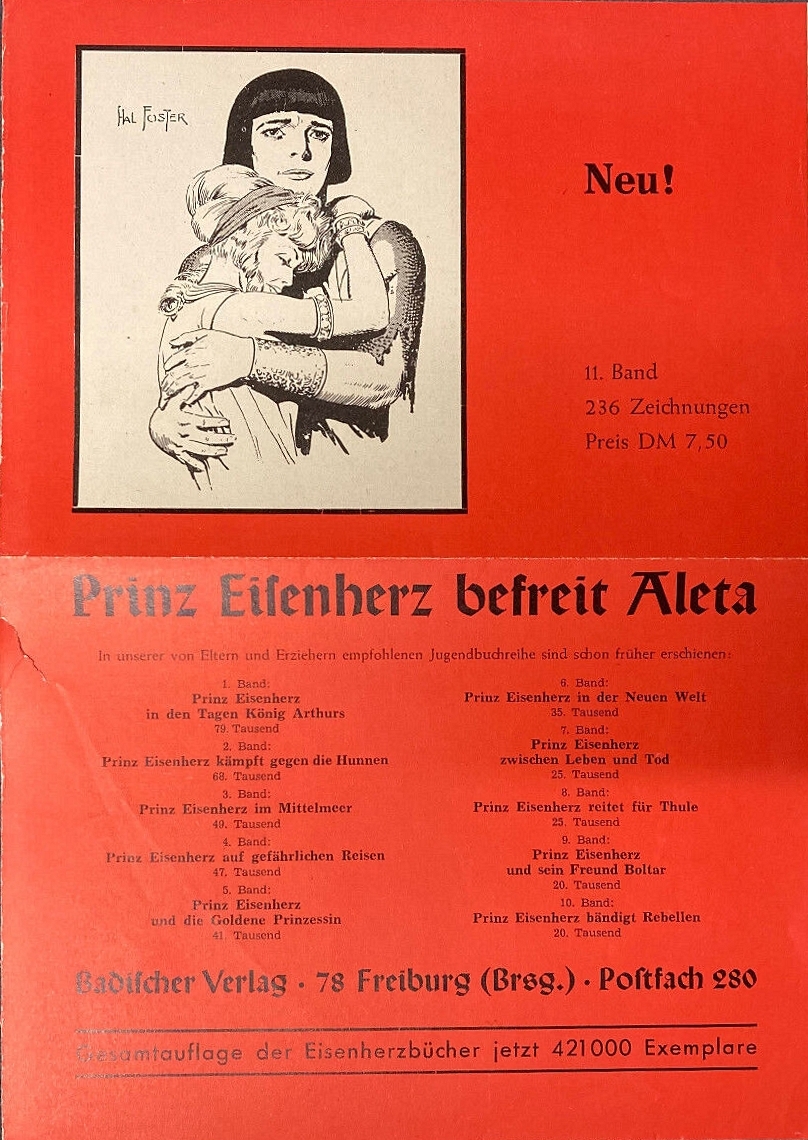 HAL FOSTER
Neu!
11. Band
236 Zeichnungen
Preis DM 7,50
Prinz Eiſenherz befreit Aleta
In unserer von Eltern und Erziehern empfohlenen Jugendbuchreihe sind schon früher erschienen:
1. Band:
Prinz Eisenherz
in den Tagen König Arthurs
79. Tausend
2. Band:
Prinz Eisenherz kämpft gegen die Hunnen
68. Tausend
3. Band:
Prinz Eisenherz im Mittelmeer
49. Tausend
4. Band:
Prinz Eisenherz auf gefährlichen Reisen
47. Tausend
5. Band:
Prinz Eisenherz
und die Goldene Prinzessin
41. Tausend
6. Band:
Prinz Eisenherz in der Neuen Welt
35. Tausend
7. Band:
Prinz Eisenherz
zwischen Leben und Tod
25. Tausend
8. Band:
Prinz Eisenherz reitet für Thule
25. Tausend
9. Band:
Prinz Eisenherz
und sein Freund Boltar
20. Tausend
10. Band:
Prinz Eisenherz bändigt Rebellen
20. Tausend
Badiſcher Verlag · 78 Freiburg (Brsg.) · Poſtfach 280
Gesamtauflage der Eisenherzbücher jetzt 421000 Exemplare